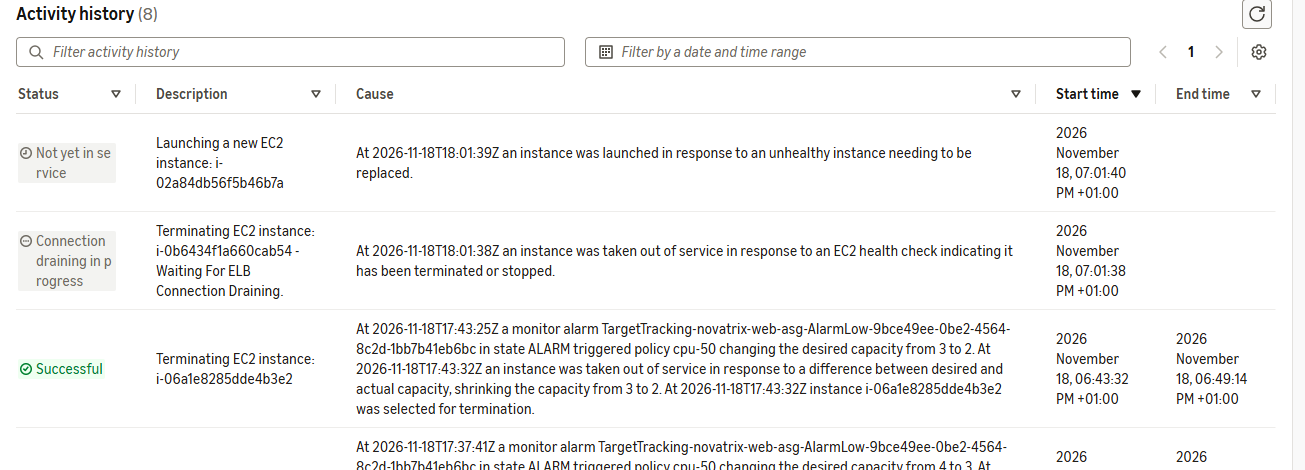 Activity history (8)
Filter activity history
Filter by a date and time range
1
Status
Description
Cause
Start time
End time
Not yet in se
rvice
Launching a new EC2
instance: i-
02a84db56f5b46b7a
At 2026-11-18T18:01:39Z an instance was launched in response to an unhealthy instance needing to be
replaced.
2026
November
18, 07:01:40
PM +01:00
Connection
draining in p
rogress
Terminating EC2 instance:
i-0b6434f1a660cab54 -
Waiting For ELB
Connection Draining.
At 2026-11-18T18:01:38Z an instance was taken out of service in response to an EC2 health check indicating it
has been terminated or stopped.
2026
November
18, 07:01:38
PM +01:00
Successful
Terminating EC2 instance:
i-06a1e8285dde4b3e2
At 2026-11-18T17:43:25Z a monitor alarm TargetTracking-novatrix-web-asg-AlarmLow-9bce49ee-0be2-4564-
8c2d-1bb7b41eb6bc in state ALARM triggered policy cpu-50 changing the desired capacity from 3 to 2. At
2026-11-18T17:43:32Z an instance was taken out of service in response to a difference between desired and
actual capacity, shrinking the capacity from 3 to 2. At 2026-11-18T17:43:32Z instance i-06a1e8285dde4b3e2
was selected for termination.
2026
November
18, 06:43:32
PM +01:00
2026
November
18, 06:49:14
PM +01:00
At 2026-11-18T17:37:41Z a monitor alarm TargetTracking-novatrix-web-asg-AlarmLow-9bce49ee-0be2-4564-
8c2d-1bb7b41eb6bc in state ALARM triggered policy cpu-50 changing the desired capacity from 4 to 3. At
2026
2026